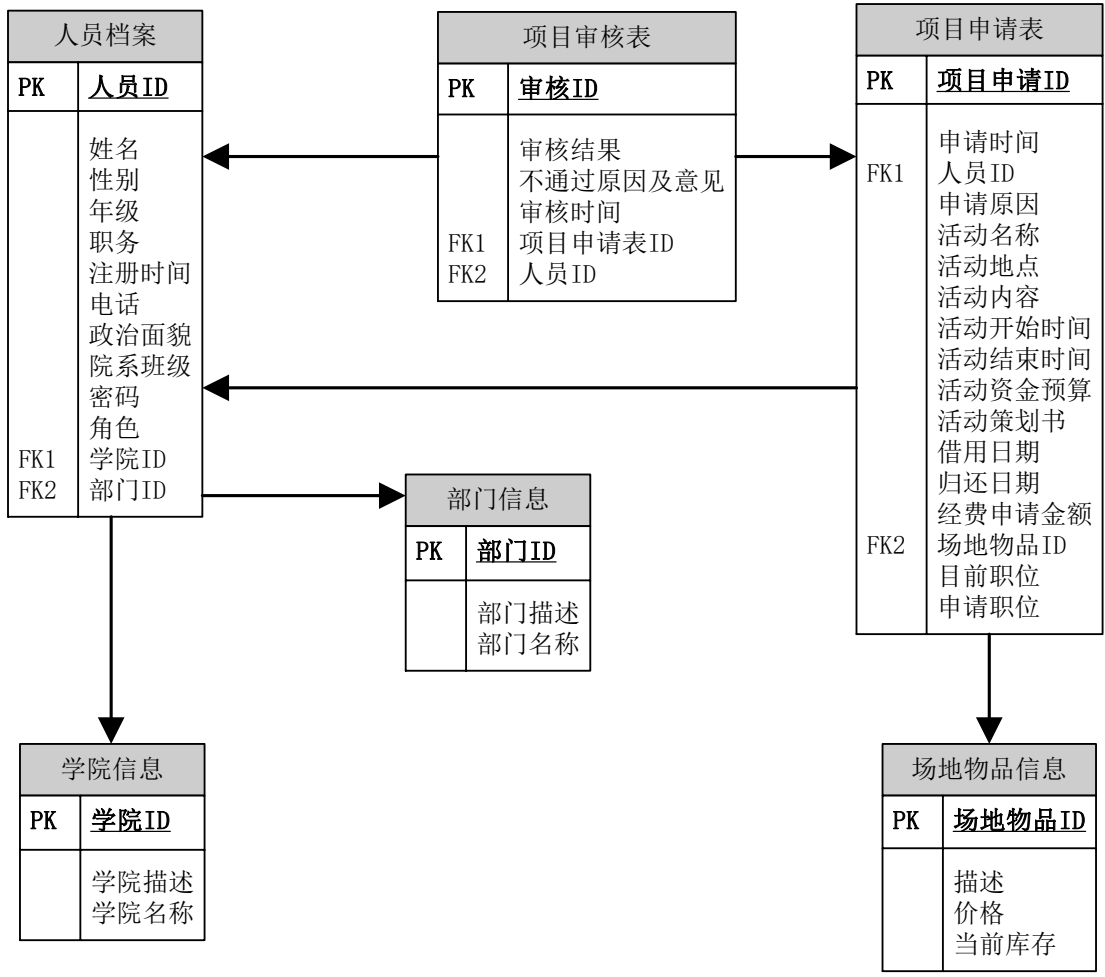 人员档案
PK 人员ID
姓名
性别
年级
职务
注册时间
电话
政治面貌
院系班级
密码
角色
FK1 学院ID
FK2 部门ID
项目审核表
PK 审核ID
审核结果
不通过原因及意见
审核时间
FK1 项目申请表ID
FK2 人员ID
项目申请表
PK 项目申请ID
申请时间
FK1 人员ID
申请原因
活动名称
活动地点
活动内容
活动开始时间
活动结束时间
活动资金预算
活动策划书
借用日期
归还日期
经费申请金额
FK2 场地物品ID
目前职位
申请职位
部门信息
PK 部门ID
部门描述
部门名称
学院信息
PK 学院ID
学院描述
学院名称
场地物品信息
PK 场地物品ID
描述
价格
当前库存